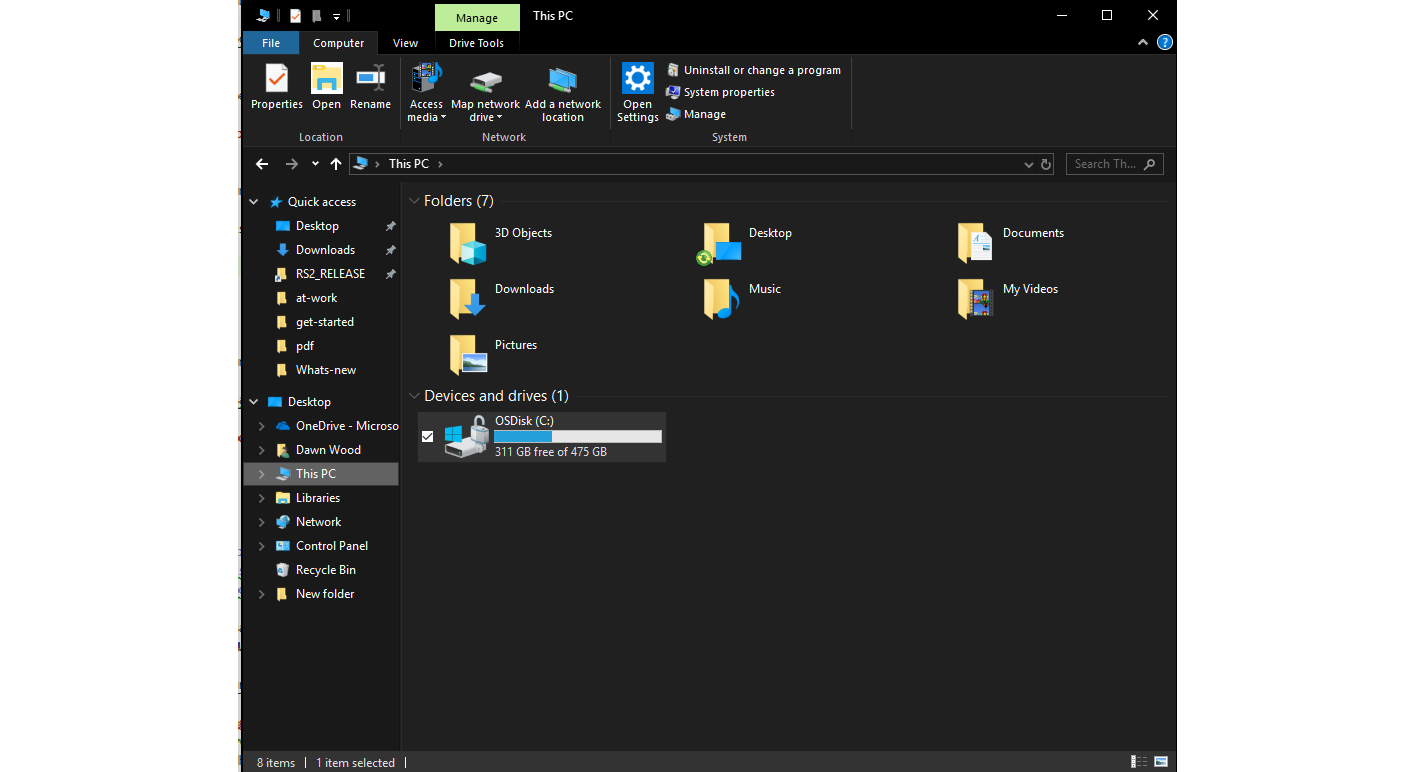 Manage
This PC
File
Computer
View
Drive Tools
Properties
Open
Rename
Access media
Map network drive
Add a network location
Open Settings
Uninstall or change a program
System properties
Manage
Location
Network
System
This PC
Search Th...
Quick access
Desktop
Downloads
RS2_RELEASE
at-work
get-started
pdf
Whats-new
Desktop
OneDrive - Microso
Dawn Wood
This PC
Libraries
Network
Control Panel
Recycle Bin
New folder
Folders (7)
3D Objects
Desktop
Documents
Downloads
Music
My Videos
Pictures
Devices and drives (1)
OSDisk (C:)
311 GB free of 475 GB
8 items
1 item selected